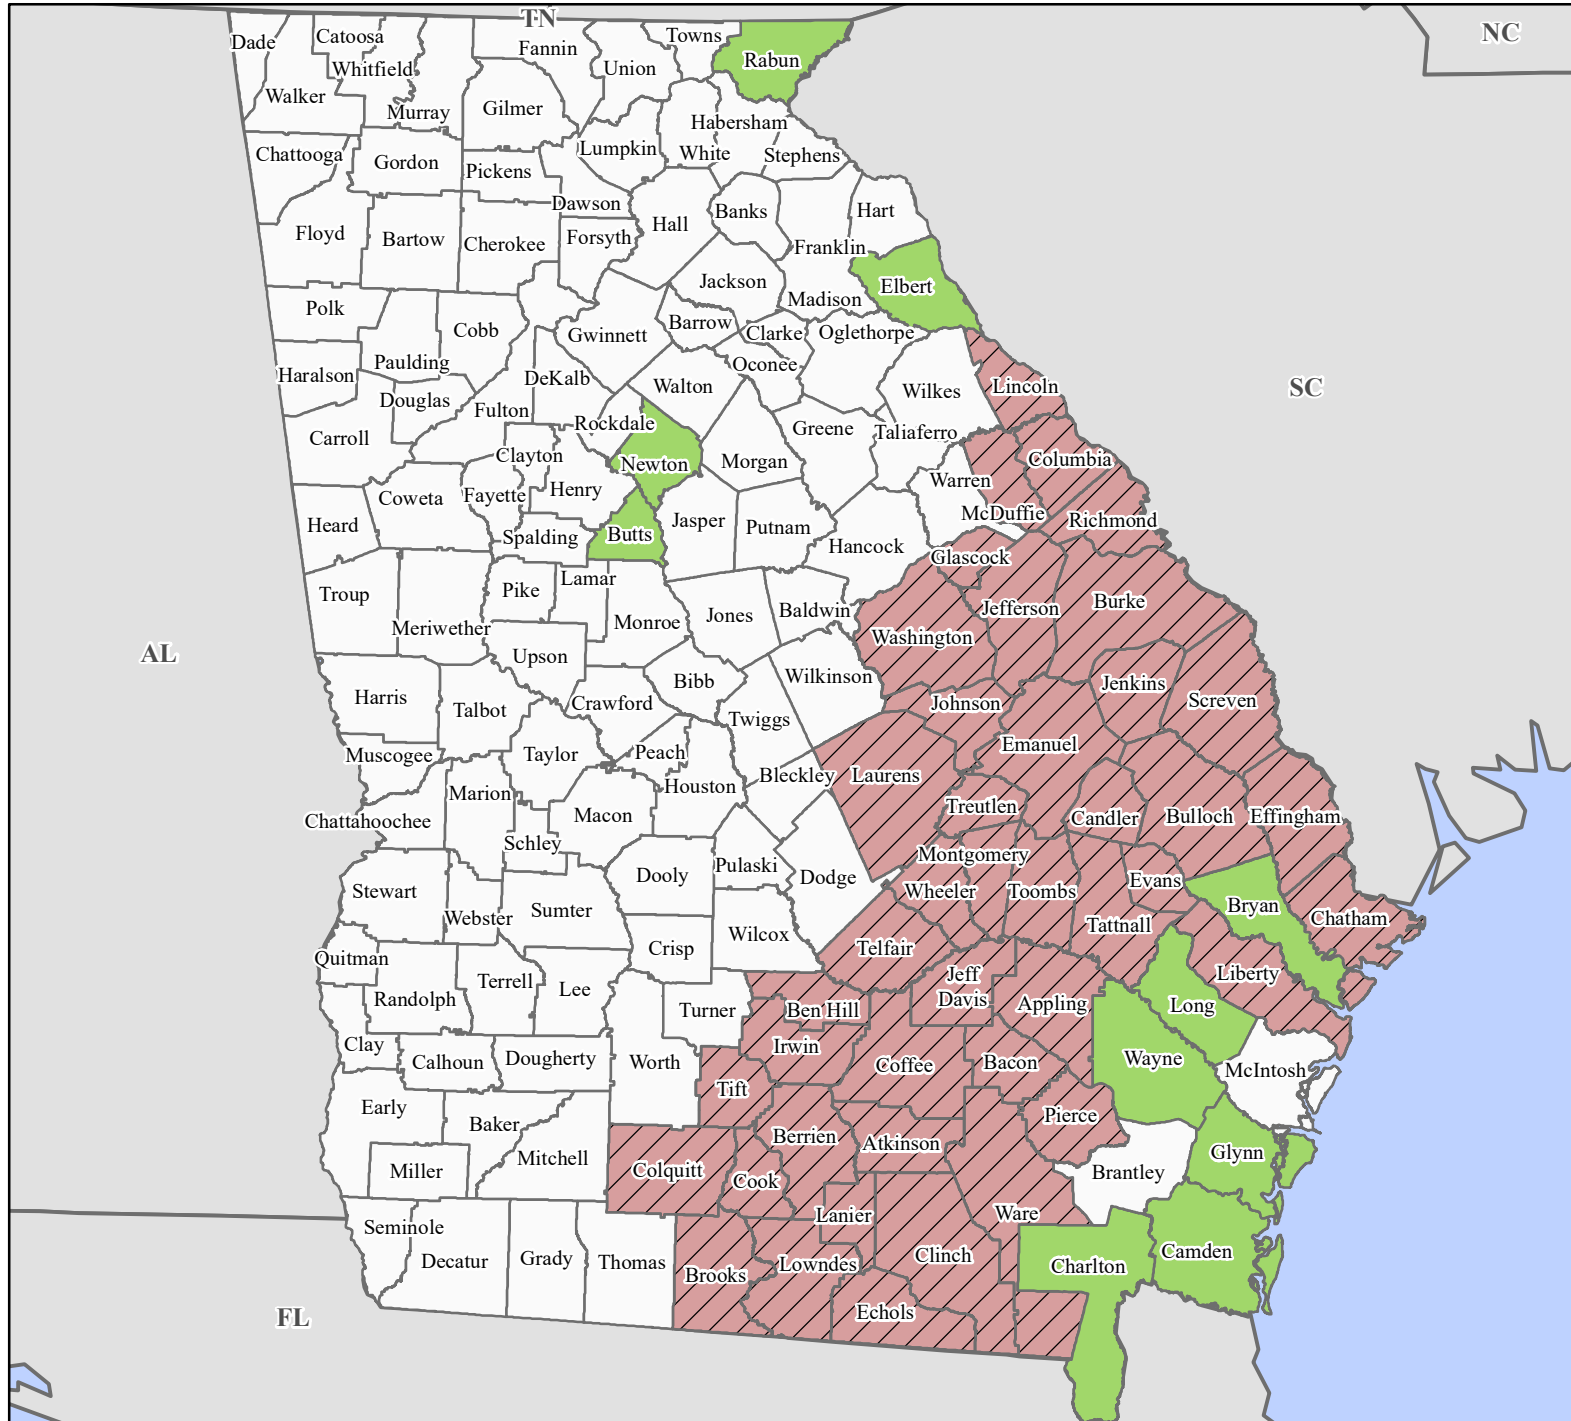 TN
NC
Dade
Catoosa
Fannin
Towns
Rabun
Whitfield
Union
Walker
Murray
Gilmer
Habersham
Chattooga
Gordon
Pickens
Lumpkin
White
Stephens
Dawson
Hall
Banks
Hart
Floyd
Bartow
Cherokee
Forsyth
Franklin
Jackson
Madison
Elbert
Polk
Cobb
Gwinnett
Barrow
Clarke
Oglethorpe
Haralson
Paulding
DeKalb
Walton
Oconee
Wilkes
Lincoln
SC
Douglas
Fulton
Rockdale
Greene
Taliaferro
Carroll
Clayton
Newton
Morgan
Columbia
Coweta
Fayette
Henry
Warren
Heard
Spalding
Butts
Jasper
Putnam
McDuffie
Richmond
Hancock
Glascock
Troup
Pike
Lamar
Monroe
Jones
Baldwin
Jefferson
Burke
Meriwether
Washington
AL
Upson
Bibb
Wilkinson
Jenkins
Harris
Talbot
Crawford
Twiggs
Johnson
Screven
Muscogee
Taylor
Peach
Emanuel
Marion
Houston
Bleckley
Laurens
Chattahoochee
Macon
Treutlen
Candler
Bulloch
Effingham
Schley
Dooly
Pulaski
Dodge
Montgomery
Stewart
Webster
Sumter
Wheeler
Toombs
Evans
Bryan
Chatham
Crisp
Wilcox
Telfair
Tattnall
Quitman
Randolph
Terrell
Lee
Turner
Ben Hill
Jeff
Davis
Appling
Long
Liberty
Clay
Calhoun
Dougherty
Worth
Irwin
Coffee
Bacon
Wayne
McIntosh
Early
Baker
Tift
Berrien
Atkinson
Pierce
Miller
Mitchell
Colquitt
Cook
Brantley
Glynn
Seminole
Decatur
Grady
Thomas
Brooks
Lanier
Lowndes
Clinch
Ware
Charlton
Camden
Echols
FL